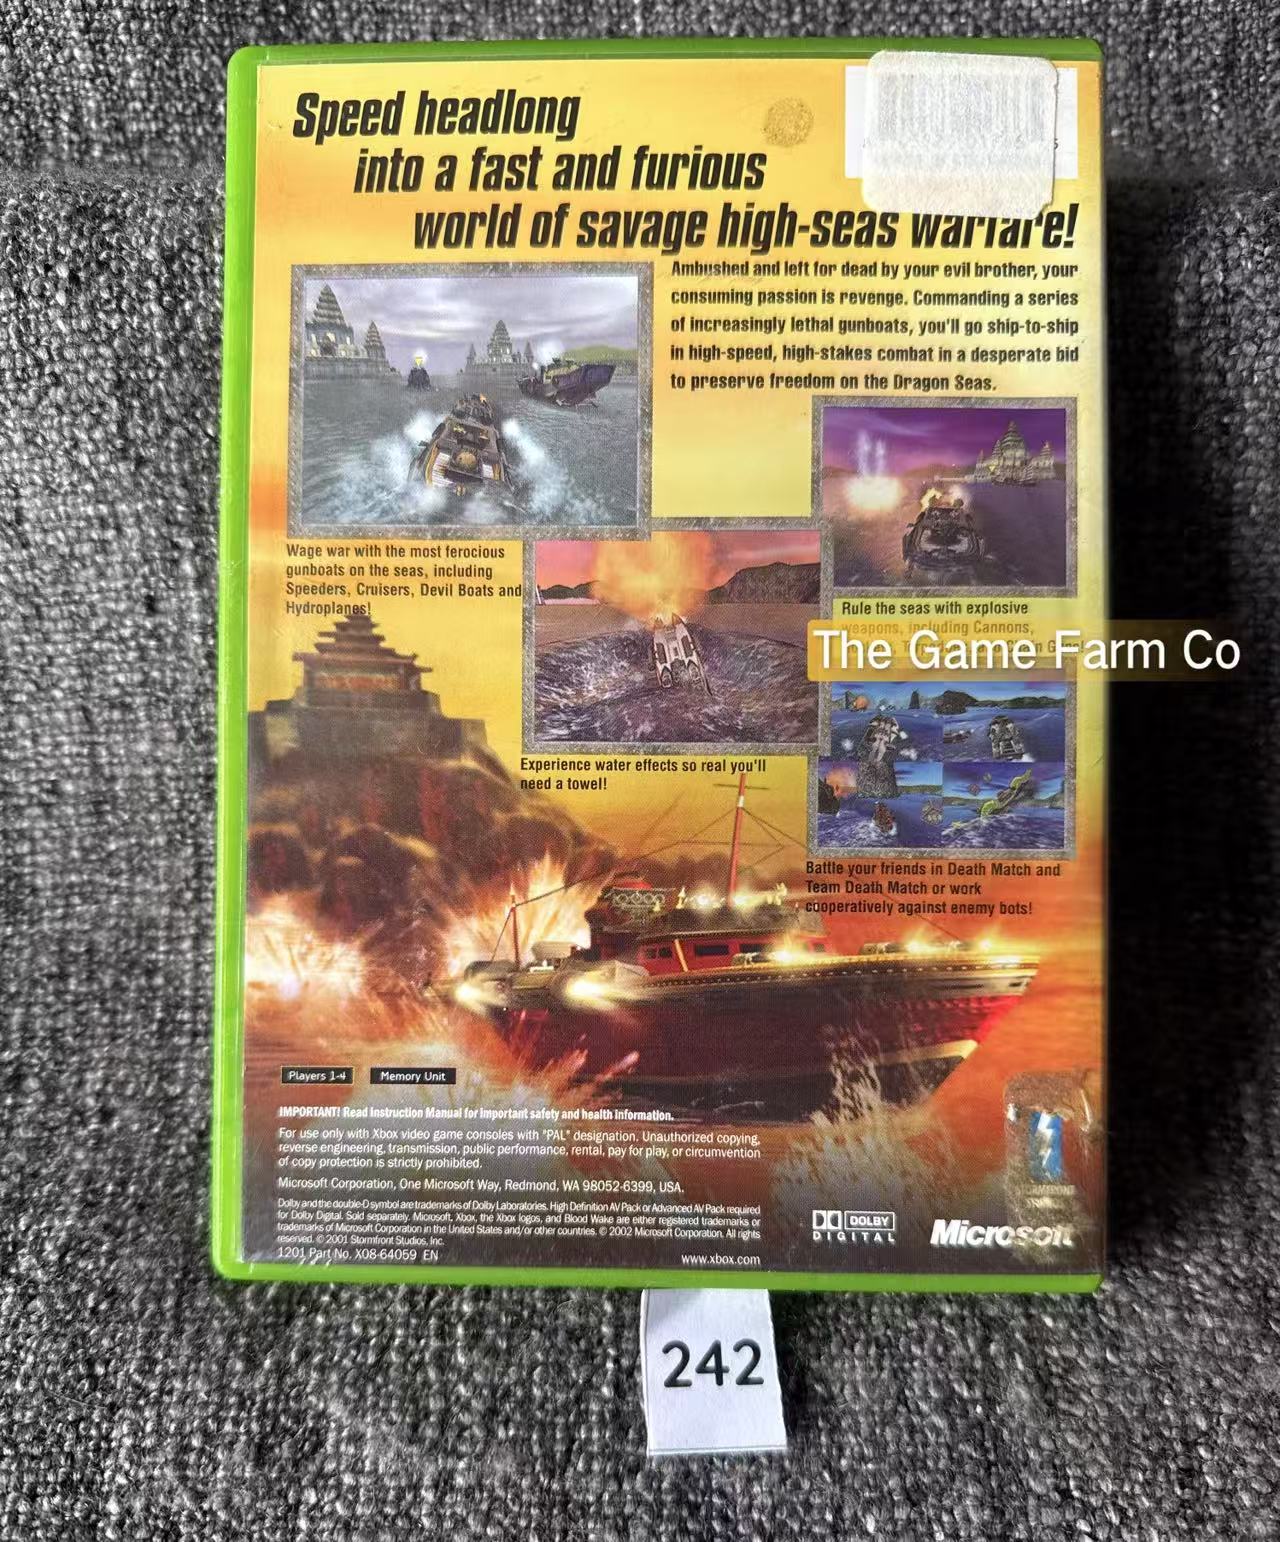 Speed headlong
into a fast and furious
world of savage high-seas warfare!
Ambushed and left for dead by your evil brother, your
consuming passion is revenge. Commanding a series
of increasingly lethal gunboats, you'll go ship-to-ship
in high-speed, high-stakes combat in a desperate bid
to preserve freedom on the Dragon Seas.
Wage war with the most ferocious
gunboats on the seas, including
Speeders, Cruisers, Devil Boats and
Hydroplanes!
Rule the seas with explosive
weapons, including Cannons,
The Game Farm Co
Experience water effects so real you'll
need a towel!
Battle your friends in Death Match and
Team Death Match or work
cooperatively against enemy bots!
Players 1-4
Memory Unit
IMPORTANT! Read Instruction Manual for important safety and health information.
For use only with Xbox video game consoles with "PAL" designation. Unauthorized copying,
reverse engineering, transmission, public performance, rental, pay for play, or circumvention
of copy protection is strictly prohibited.
Microsoft Corporation, One Microsoft Way, Redmond, WA 98052-6399, USA.
Dolby and the double-D symbol are trademarks of Dolby Laboratories. High Definition AV Pack or Advanced AV Pack required
for Dolby Digital. Sold separately. Microsoft, Xbox, the Xbox logos, and Blood Wake are either registered trademarks or
trademarks of Microsoft Corporation in the United States and/or other countries. © 2002 Microsoft Corporation. All rights
reserved. © 2001 Stormfront Studios, Inc.
1201 Part No. X08-64059 EN
www.xbox.com
DOLBY
DIGITAL
Microsoft
242